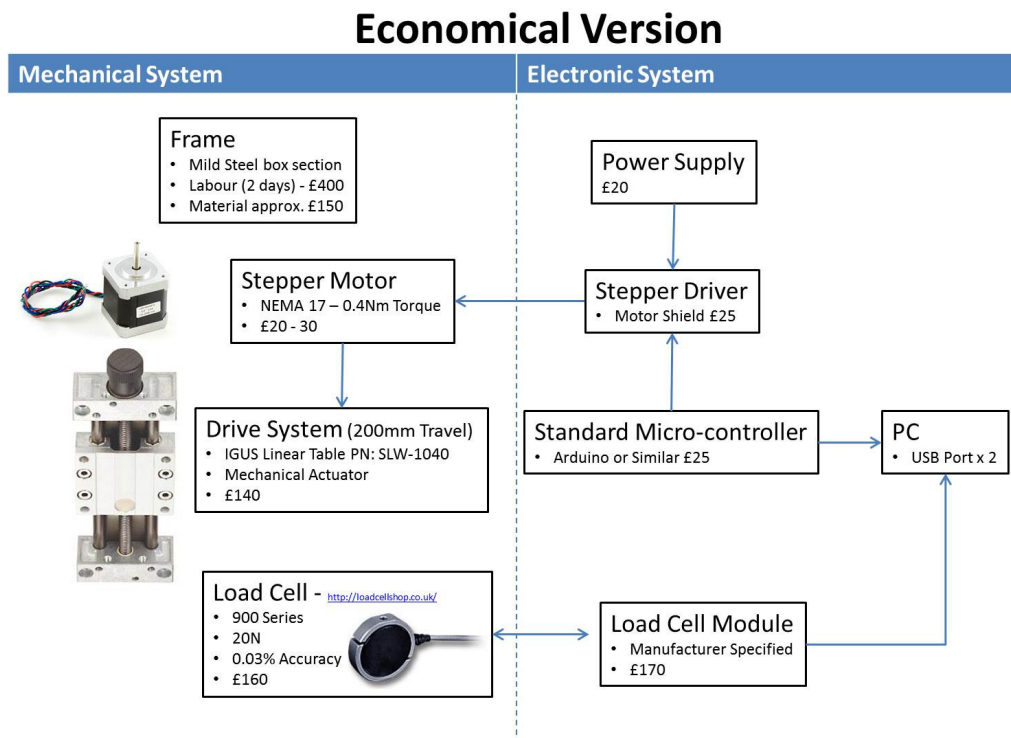 Economical Version
Mechanical System
Electronic System
Frame
• Mild Steel box section
• Labour (2 days) - £400
• Material approx. £150
Power Supply
£20
Stepper Motor
• NEMA 17 – 0.4Nm Torque
• £20 - 30
Stepper Driver
• Motor Shield £25
Drive System (200mm Travel)
• IGUS Linear Table PN: SLW-1040
• Mechanical Actuator
• £140
Standard Micro-controller
• Arduino or Similar £25
PC
• USB Port x 2
Load Cell - http://loadcellshop.co.uk/
• 900 Series
• 20N
• 0.03% Accuracy
• £160
Load Cell Module
• Manufacturer Specified
• £170